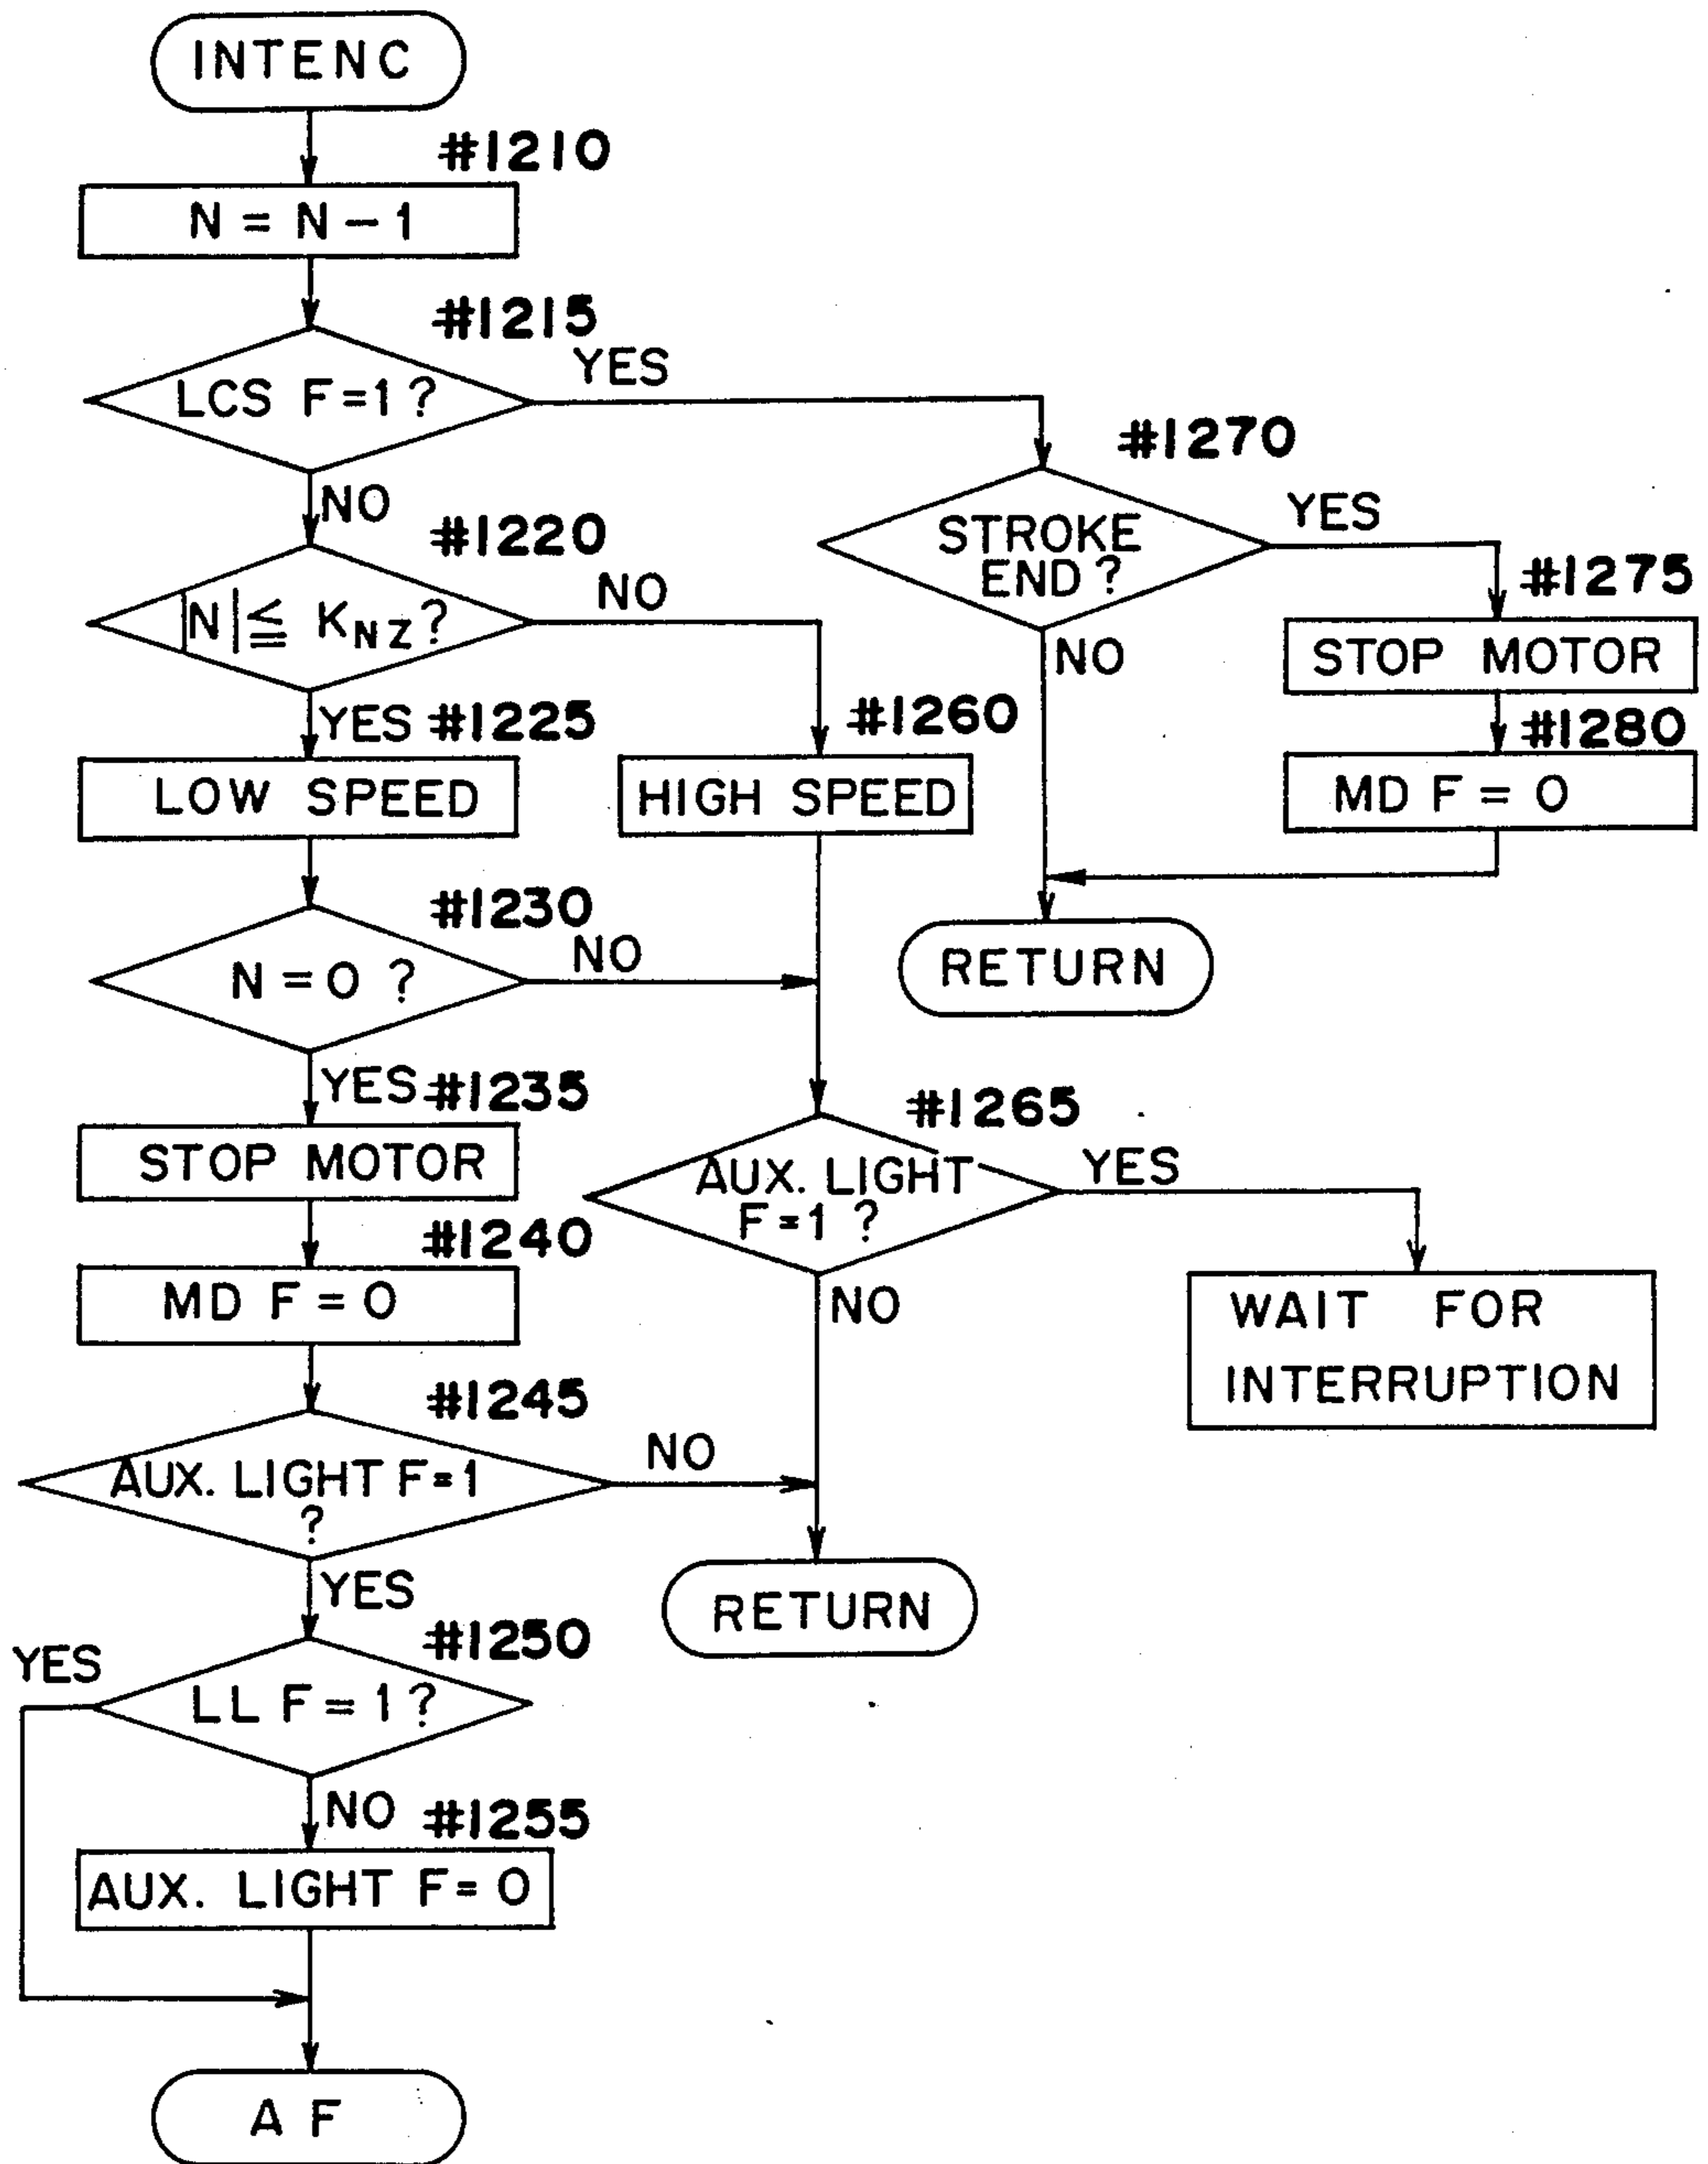 INTENC
#1210
N = N - 1
#1215
LCS F = 1 ?
YES
NO
#1220
|N| ≦ KNZ ?
NO
YES
#1225
LOW SPEED
#1260
HIGH SPEED
#1230
N = 0 ?
NO
YES
#1235
STOP MOTOR
#1240
MD F = 0
#1245
AUX. LIGHT F = 1
?
NO
YES
#1250
LL F = 1 ?
YES
NO
#1255
AUX. LIGHT F = 0
AF
#1265
AUX. LIGHT
F = 1 ?
YES
NO
WAIT FOR
INTERRUPTION
RETURN
#1270
STROKE
END ?
YES
NO
#1275
STOP MOTOR
#1280
MD F = 0
RETURN